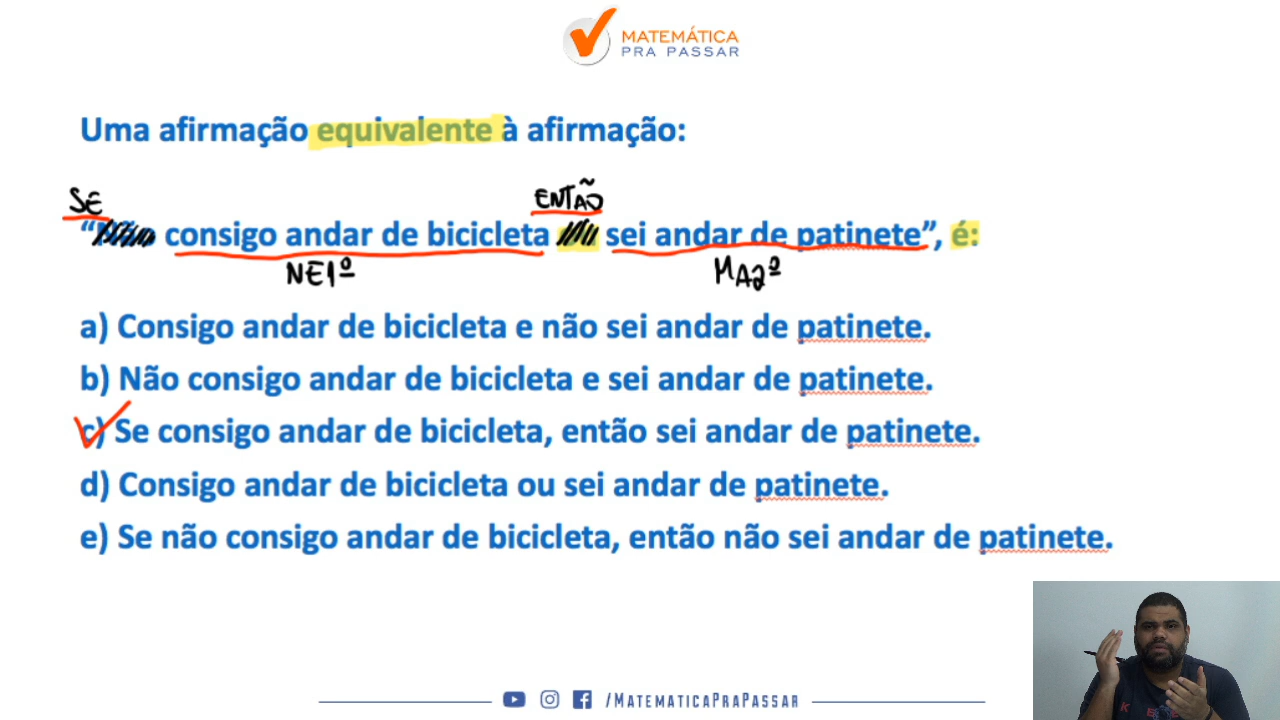 MATEMÁTICA
PRA PASSAR
Uma afirmação equivalente à afirmação:
SE ENTÃO
“Não consigo andar de bicicleta sei andar de patinete”, é:
NE1º MA2º
a) Consigo andar de bicicleta e não sei andar de patinete.
b) Não consigo andar de bicicleta e sei andar de patinete.
c) Se consigo andar de bicicleta, então sei andar de patinete.
d) Consigo andar de bicicleta ou sei andar de patinete.
e) Se não consigo andar de bicicleta, então não sei andar de patinete.
/MATEMATICAPRAPASSAR